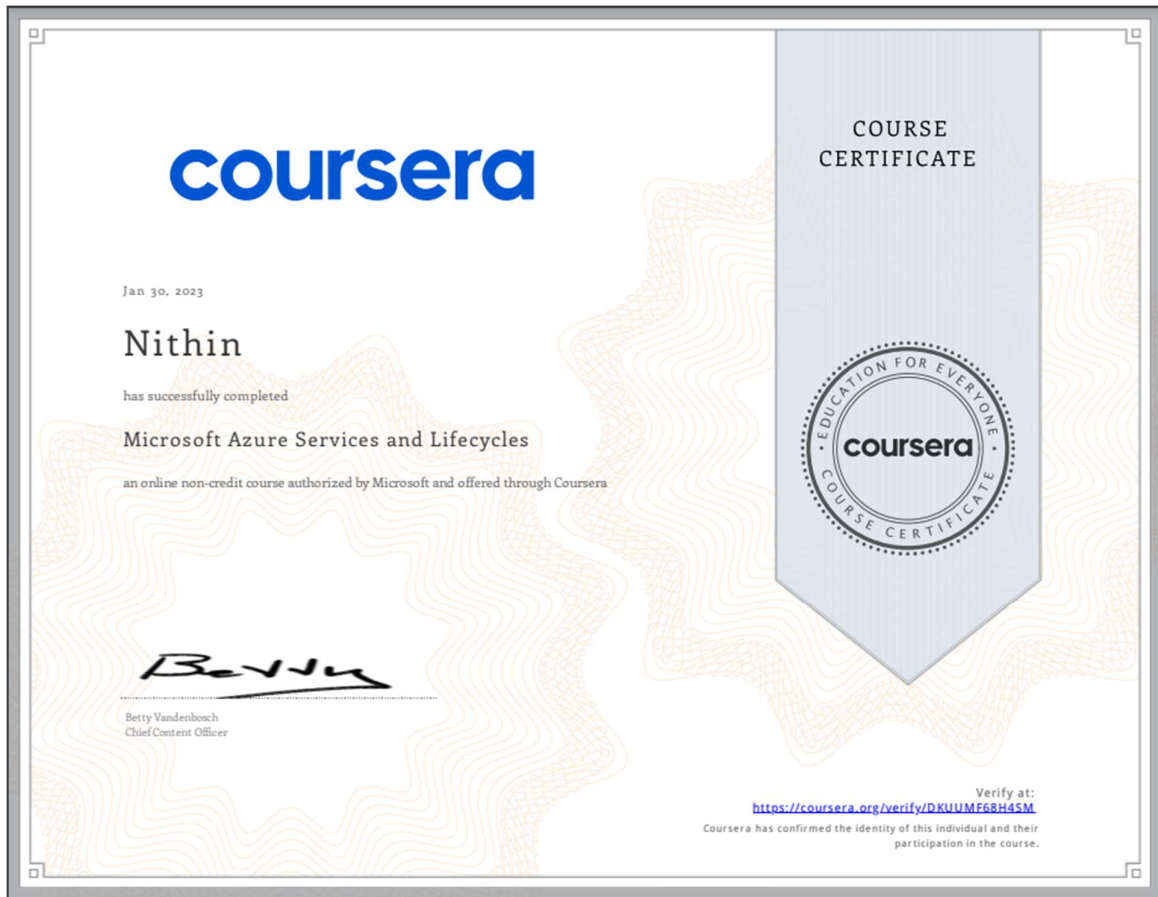 coursera
COURSE
CERTIFICATE
Jan 30, 2023
Nithin
has successfully completed
Microsoft Azure Services and Lifecycles
an online non-credit course authorized by Microsoft and offered through Coursera
EDUCATION FOR EVERYONE
coursera
COURSE CERTIFICATE
Betty
Betty Vandenbosch
Chief Content Officer
Verify at:
https://coursera.org/verify/DKUUMF68H4SM
Coursera has confirmed the identity of this individual and their
participation in the course.